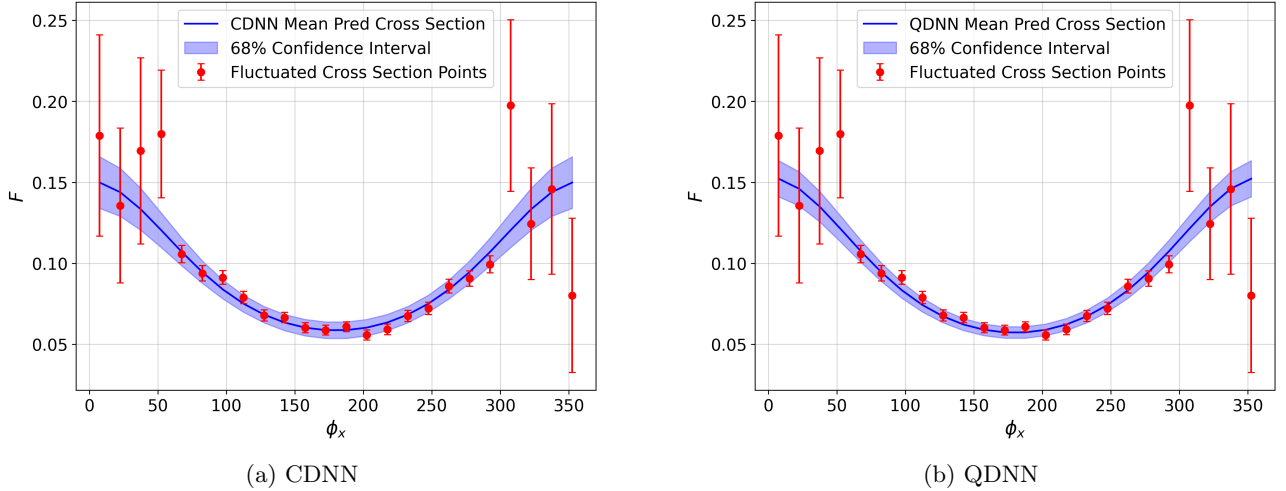 CDNN Mean Pred Cross Section
68% Confidence Interval
Fluctuated Cross Section Points
F
0.25
0.20
0.15
0.10
0.05
0 50 100 150 200 250 300 350
ϕₓ
(a) CDNN
QDNN Mean Pred Cross Section
68% Confidence Interval
Fluctuated Cross Section Points
F
0.25
0.20
0.15
0.10
0.05
0 50 100 150 200 250 300 350
ϕₓ
(b) QDNN